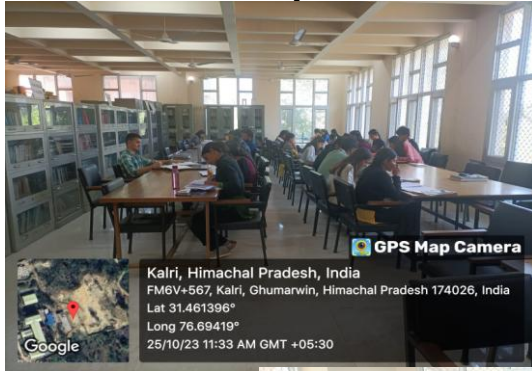 GPS Map Camera
Kalri, Himachal Pradesh, India
FM6V+567, Kalri, Ghumarwin, Himachal Pradesh 174026, India
Lat 31.461396°
Long 76.69419°
25/10/23 11:33 AM GMT +05:30
Google